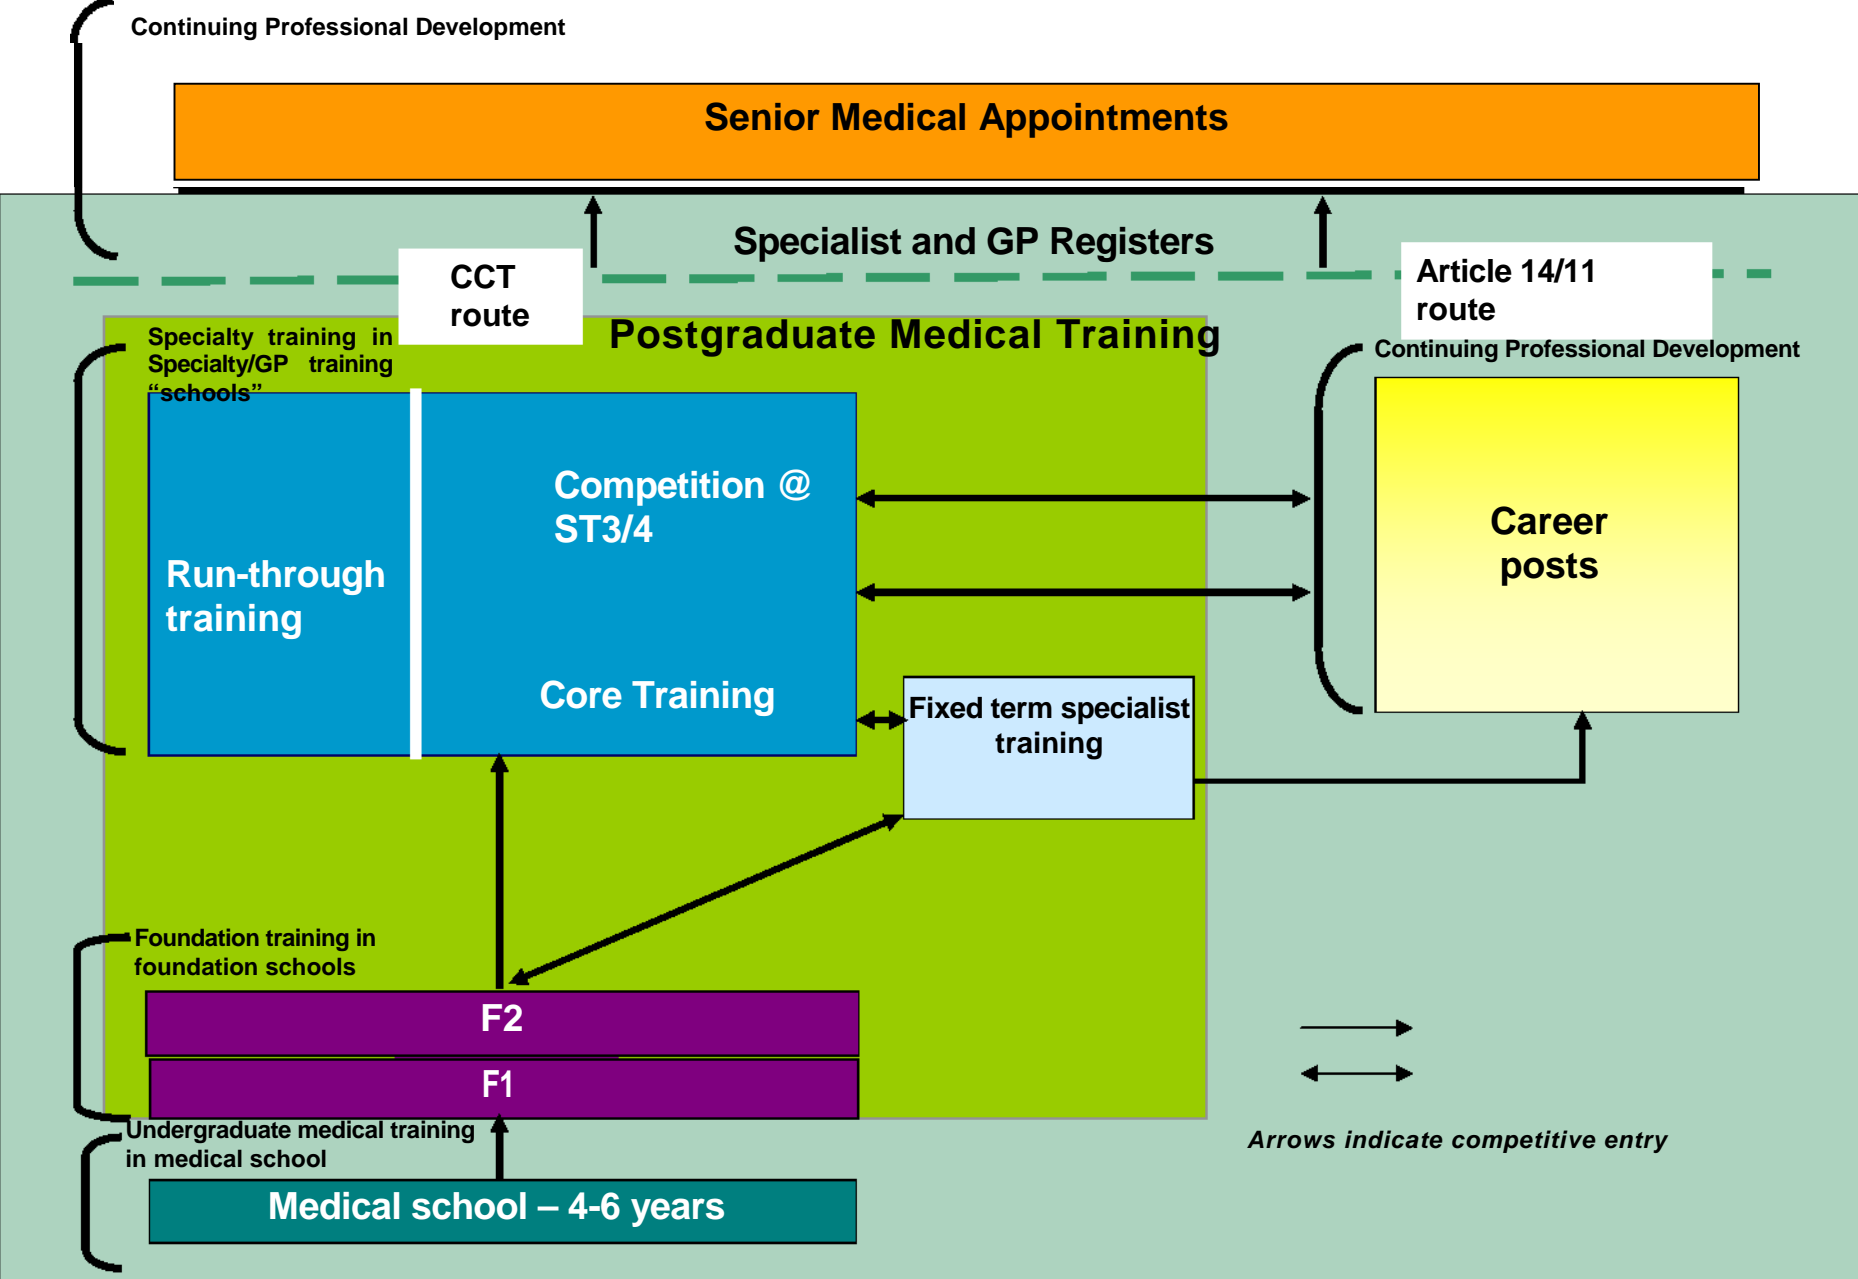 Continuing Professional Development
Senior Medical Appointments
Specialist and GP Registers
CCT
route
Article 14/11
route
Specialty training in
Specialty/GP training
“schools”
Postgraduate Medical Training
Continuing Professional Development
Competition @
ST3/4
Run-through
training
Career
posts
Core Training
Fixed term specialist
training
Foundation training in
foundation schools
F2
F1
Undergraduate medical training
in medical school
Arrows indicate competitive entry
Medical school – 4-6 years